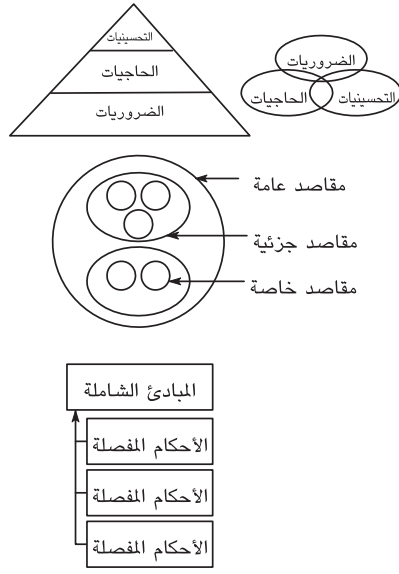 التحسينيات
الحاجيات
الضروريات
الضروريات
الحاجيات
التحسينيات
مقاصد عامة
مقاصد جزئية
مقاصد خاصة
المبادئ الشاملة
الأحكام المفصلة
الأحكام المفصلة
الأحكام المفصلة